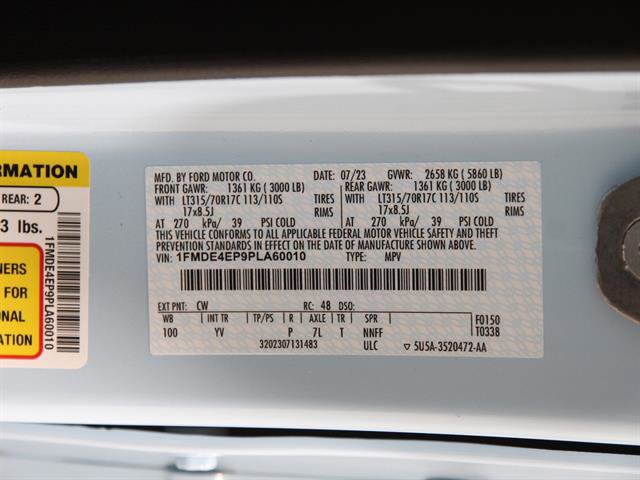 RMATION
REAR: 2
3 lbs.
NERS
FOR
ONAL
ATION
1FMDE4EP9PLA60010
MFD. BY FORD MOTOR CO. DATE: 07/23 GVWR: 2658 KG ( 5860 LB)
FRONT GAWR: 1361 KG ( 3000 LB) REAR GAWR: 1361 KG ( 3000 LB)
WITH LT315/70R17C 113/110S TIRES WITH LT315/70R17C 113/110S TIRES
17x8.5J RIMS 17x8.5J RIMS
AT 270 kPa/ 39 PSI COLD AT 270 kPa/ 39 PSI COLD
THIS VEHICLE CONFORMS TO ALL APPLICABLE FEDERAL MOTOR VEHICLE SAFETY AND THEFT
PREVENTION STANDARDS IN EFFECT ON THE DATE OF MANUFACTURE SHOWN ABOVE.
VIN: 1FMDE4EP9PLA60010 TYPE: MPV
EXT PNT: CW RC: 48 DSO:
WB INT TR TP/PS R AXLE TR SPR F0150
100 YV P 7L T NNFF T0338
3202307131483 ULC ▽ 5U5A-3520472-AA